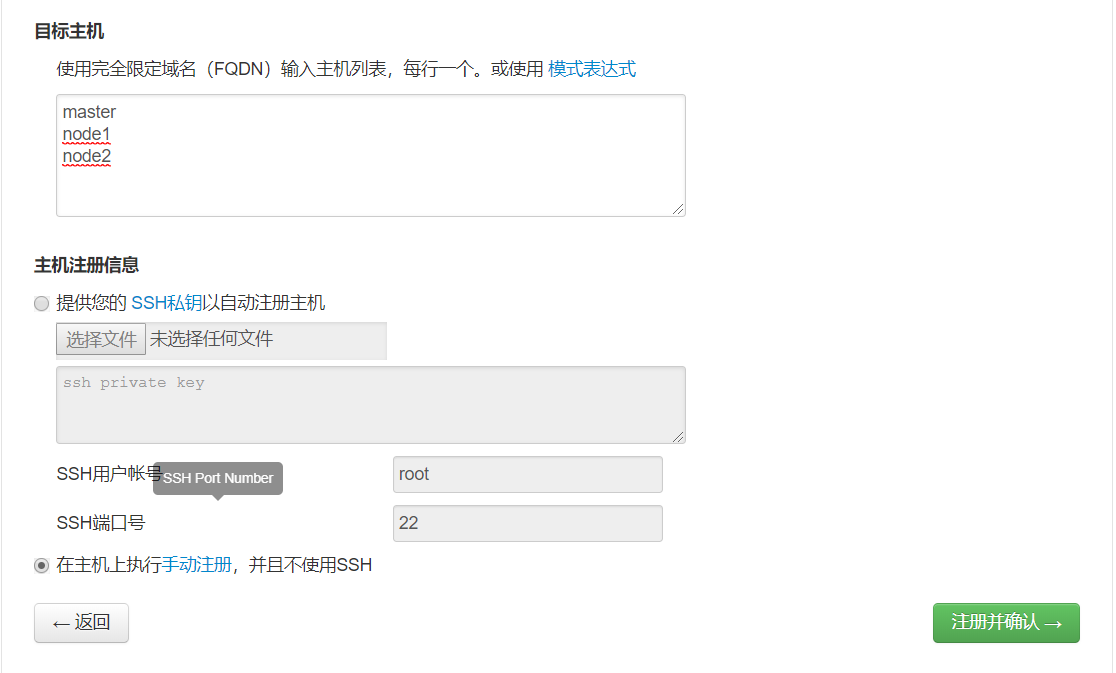 目标主机
使用完全限定域名（FQDN）输入主机列表，每行一个。或使用 模式表达式
master
node1
node2
主机注册信息
提供您的 SSH私钥以自动注册主机
选择文件 未选择任何文件
ssh private key
SSH用户帐号 root
SSH Port Number
SSH端口号 22
在主机上执行手动注册，并且不使用SSH
←返回 注册并确认→